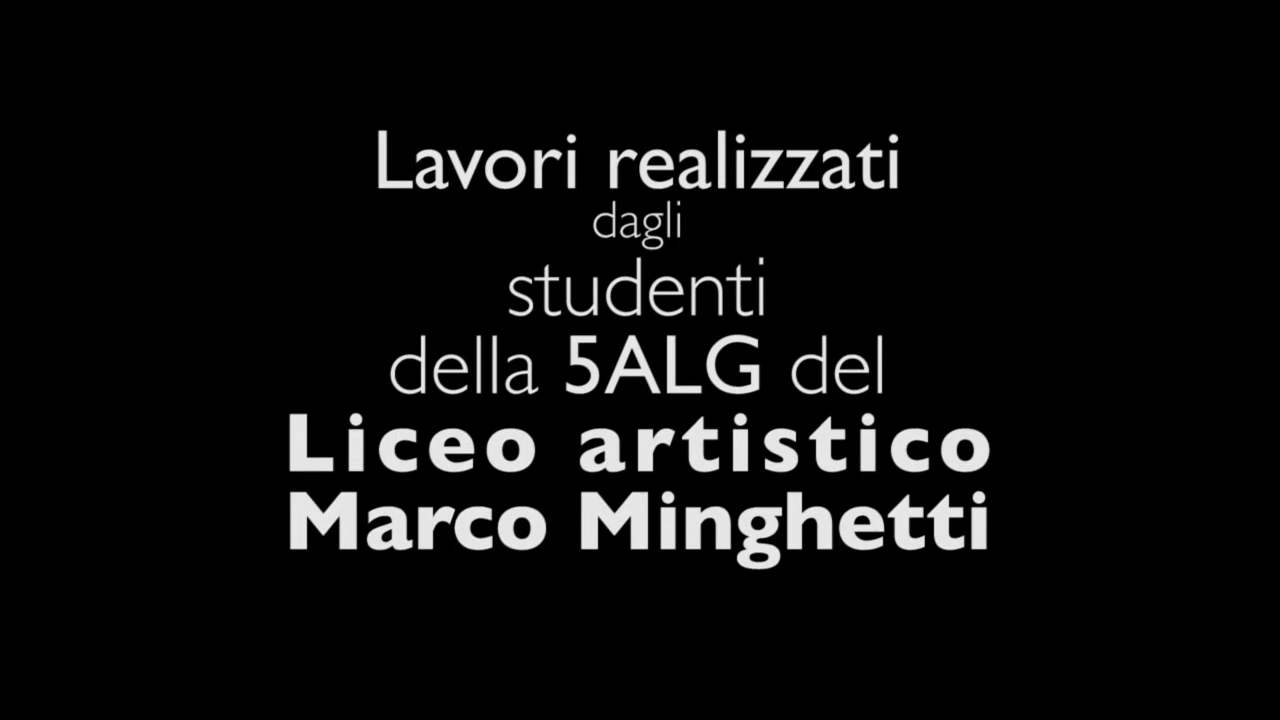 Lavori realizzati
dagli
studenti
della 5ALG del
Liceo artistico
Marco Minghetti